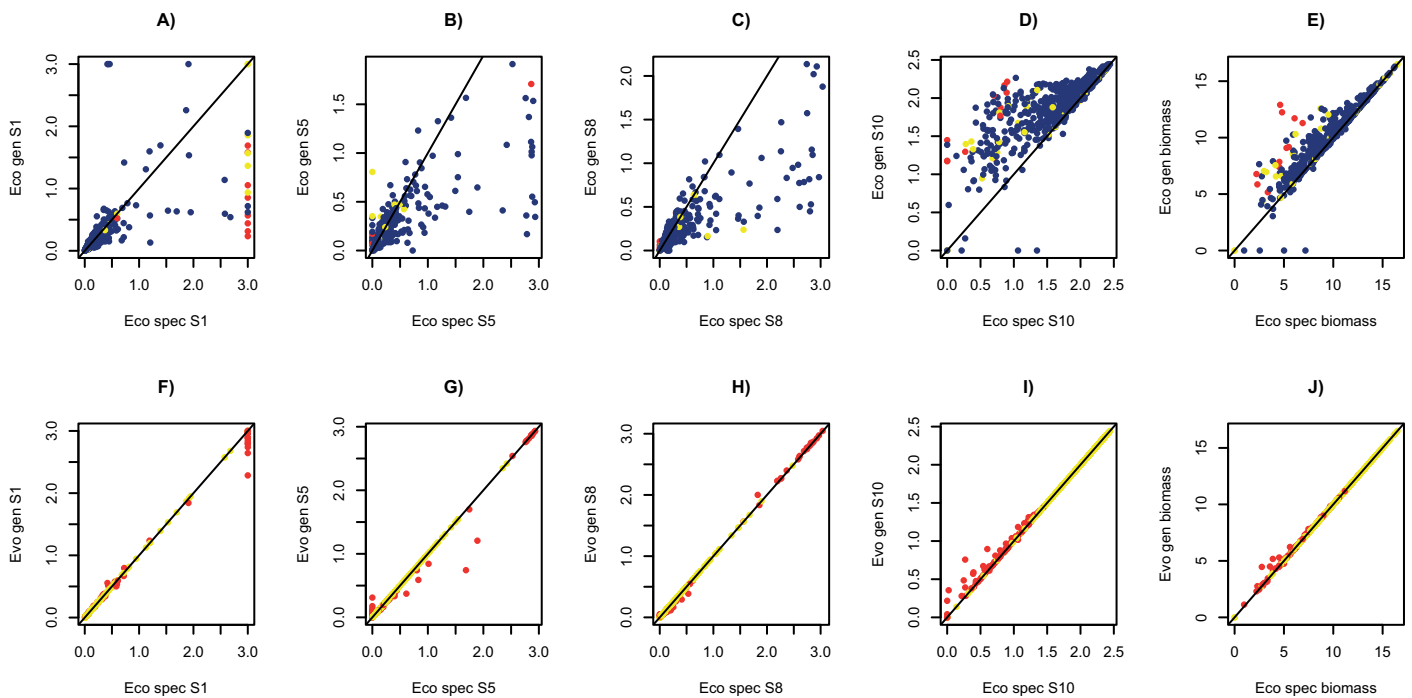 A)
B)
C)
D)
E)
Eco gen S1
0.0
1.0
2.0
3.0
0.0 1.0 2.0 3.0
Eco spec S1
Eco gen S5
0.0
0.5
1.0
1.5
0.0 1.0 2.0 3.0
Eco spec S5
Eco gen S8
0.0
0.5
1.0
1.5
2.0
0.0 1.0 2.0 3.0
Eco spec S8
Eco gen S10
0.0
0.5
1.0
1.5
2.0
2.5
0.0 0.5 1.0 1.5 2.0 2.5
Eco spec S10
Eco gen biomass
0
5
10
15
0 5 10 15
Eco spec biomass
F)
G)
H)
I)
J)
Evo gen S1
0.0
1.0
2.0
3.0
0.0 1.0 2.0 3.0
Eco spec S1
Evo gen S5
0.0
1.0
2.0
3.0
0.0 1.0 2.0 3.0
Eco spec S5
Evo gen S8
0.0
1.0
2.0
3.0
0.0 1.0 2.0 3.0
Eco spec S8
Evo gen S10
0.0
0.5
1.0
1.5
2.0
2.5
0.0 0.5 1.0 1.5 2.0 2.5
Eco spec S10
Evo gen biomass
0
5
10
15
0 5 10 15
Eco spec biomass